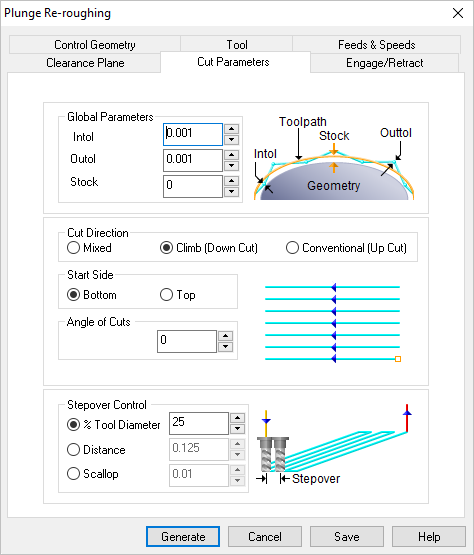 Plunge Re-roughing
Control Geometry
Tool
Feeds & Speeds
Clearance Plane
Cut Parameters
Engage/Retract
Global Parameters
Intol
0.001
Outol
0.001
Stock
0
Toolpath
Stock
Outtol
Intol
Geometry
Cut Direction
Mixed
Climb (Down Cut)
Conventional (Up Cut)
Start Side
Bottom
Top
Angle of Cuts
0
Stepover Control
% Tool Diameter
25
Distance
0.125
Scallop
0.01
Stepover
Generate
Cancel
Save
Help